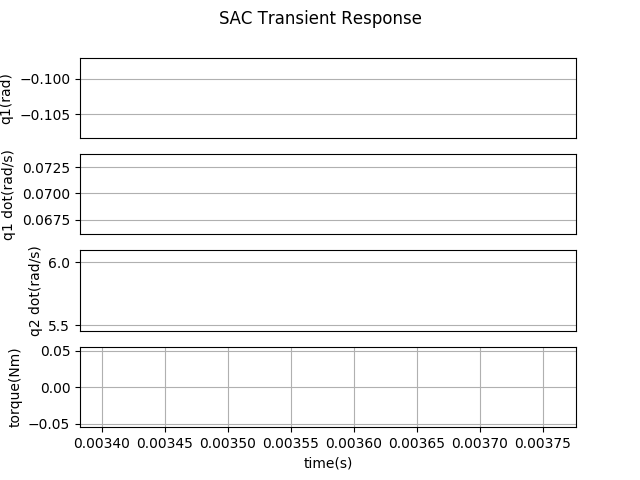 SAC Transient Response
−0.100
−0.105
q1(rad)
0.0725
0.0700
0.0675
q1 dot(rad/s)
6.0
5.5
q2 dot(rad/s)
0.05
0.00
−0.05
torque(Nm)
0.00340 0.00345 0.00350 0.00355 0.00360 0.00365 0.00370 0.00375
time(s)